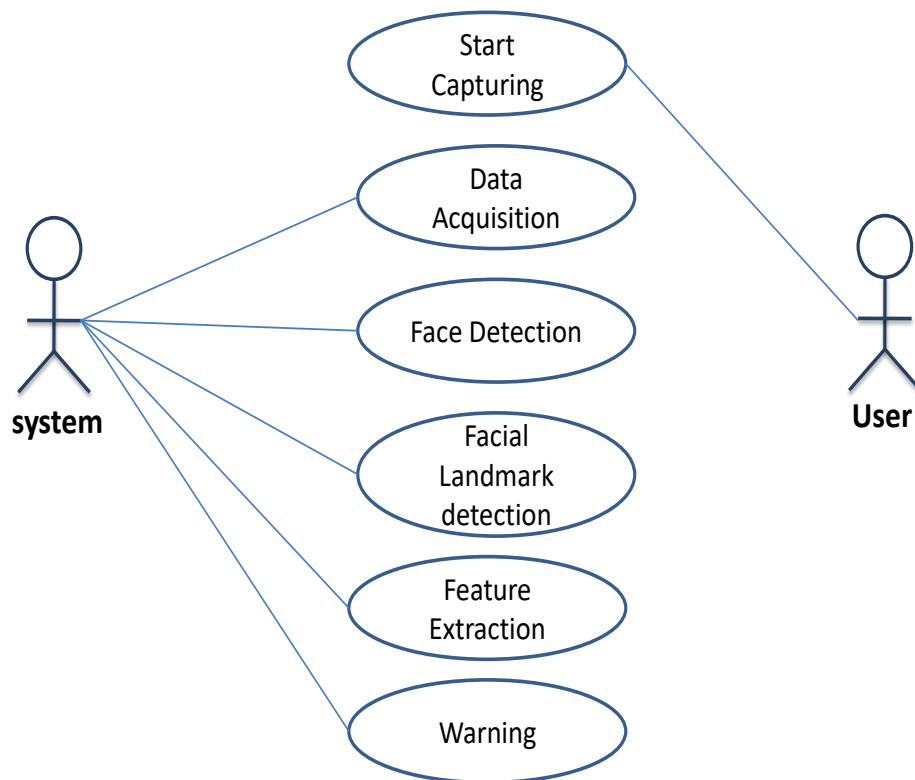 Start
Capturing
Data
Acquisition
Face Detection
system
User
Facial
Landmark
detection
Feature
Extraction
Warning